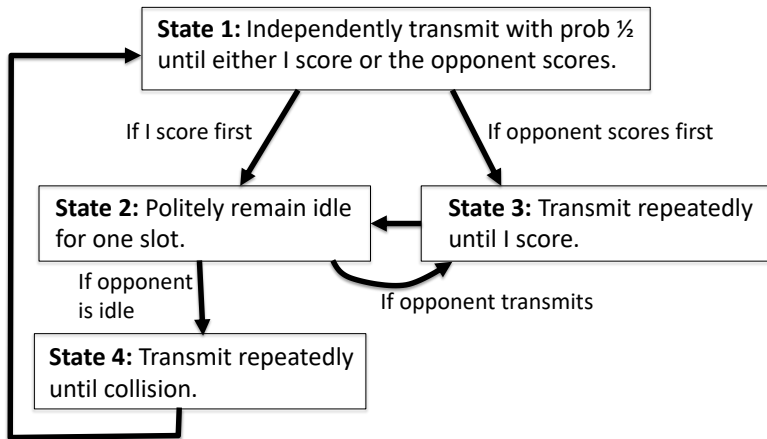 State 1: Independently transmit with prob ½
until either I score or the opponent scores.
If I score first
If opponent scores first
State 2: Politely remain idle
for one slot.
State 3: Transmit repeatedly
until I score.
If opponent
is idle
If opponent transmits
State 4: Transmit repeatedly
until collision.